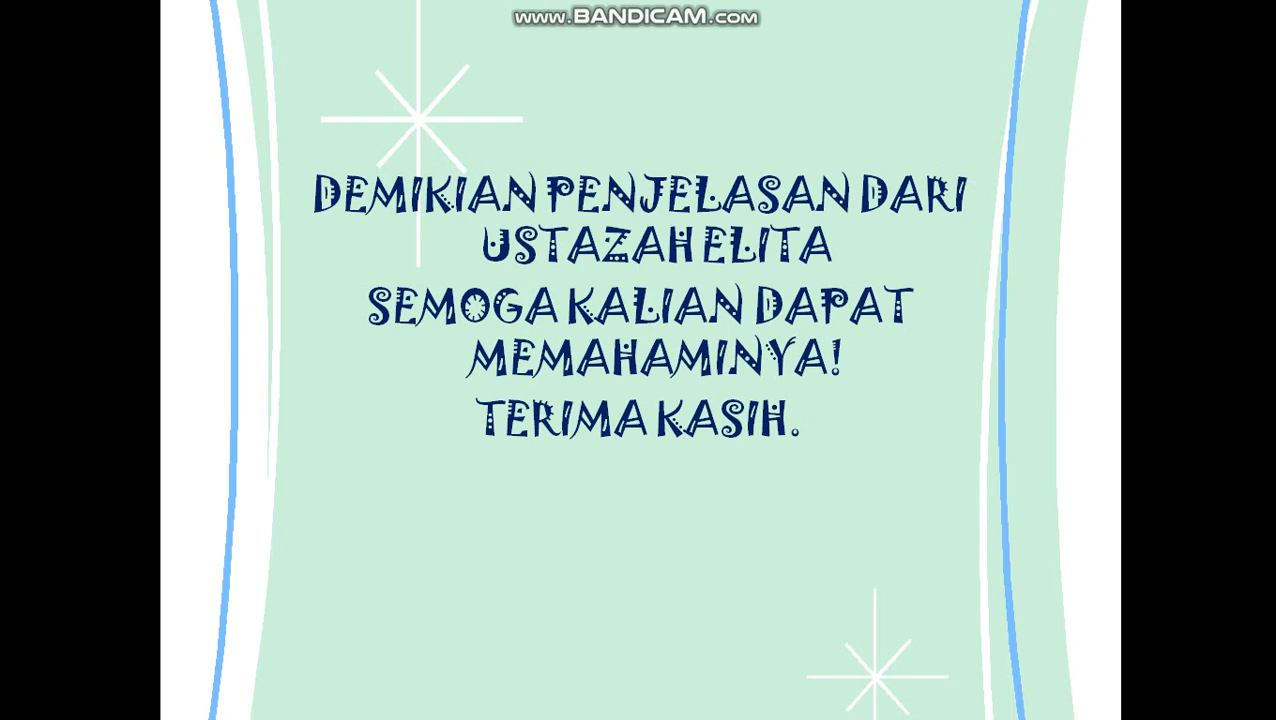 www.BANDICAM.com
DEMIKIAN PENJELASAN DARI
USTAZAH ELITA
SEMOGA KALIAN DAPAT
MEMAHAMINYA!
TERIMA KASIH.